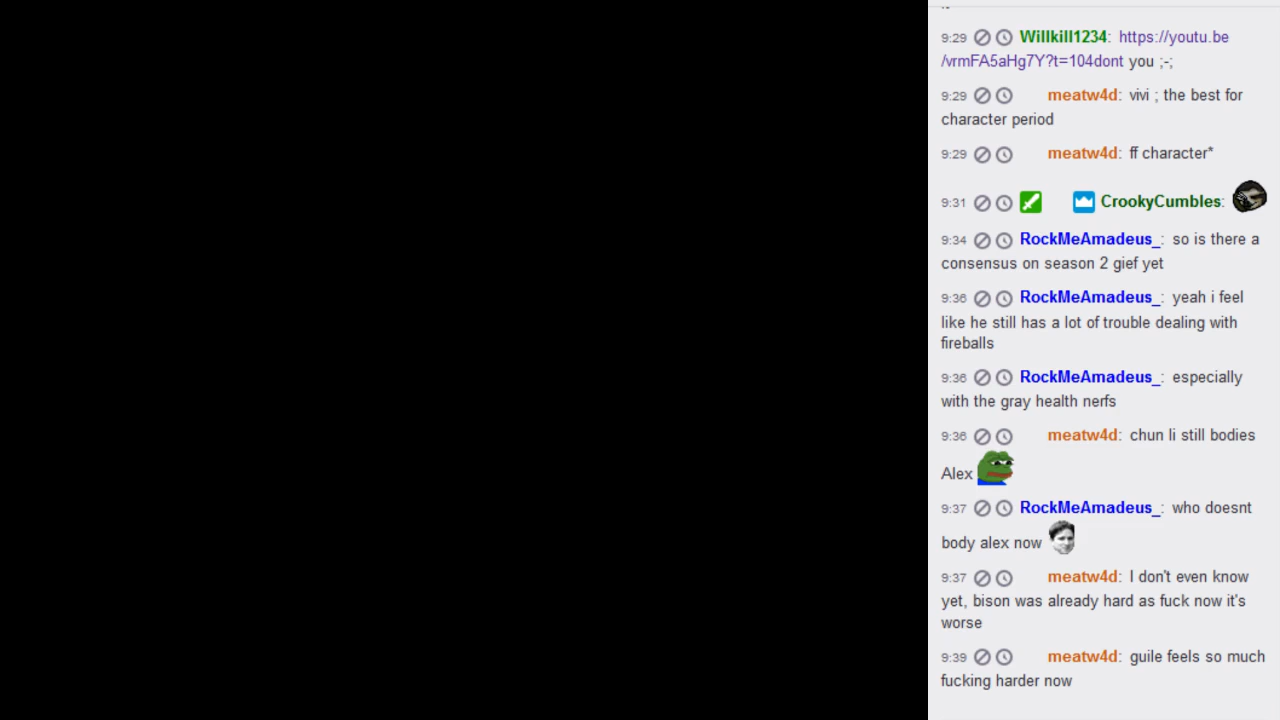 9:29 Willkill1234: https://youtu.be
/vrmFA5aHg7Y?t=104dont you ;-;
9:29 meatw4d: vivi ; the best for
character period
9:29 meatw4d: ff character*
9:31 CrookyCumbles:
9:34 RockMeAmadeus_: so is there a
consensus on season 2 gief yet
9:36 RockMeAmadeus_: yeah i feel
like he still has a lot of trouble dealing with
fireballs
9:36 RockMeAmadeus_: especially
with the gray health nerfs
9:36 meatw4d: chun li still bodies
Alex
9:37 RockMeAmadeus_: who doesnt
body alex now
9:37 meatw4d: I don't even know
yet, bison was already hard as fuck now it's
worse
9:39 meatw4d: guile feels so much
fucking harder now